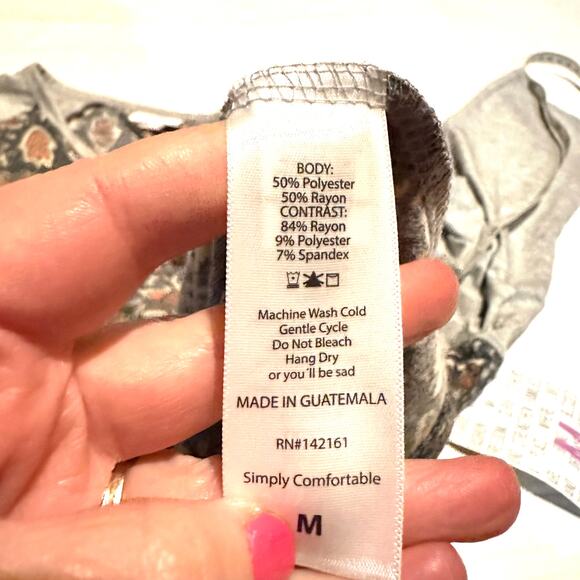 BODY:
50% Polyester
50% Rayon
CONTRAST:
84% Rayon
9% Polyester
7% Spandex
Machine Wash Cold
Gentle Cycle
Do Not Bleach
Hang Dry
or you´ll be sad
MADE IN GUATEMALA
RN#142161
Simply Comfortable
M